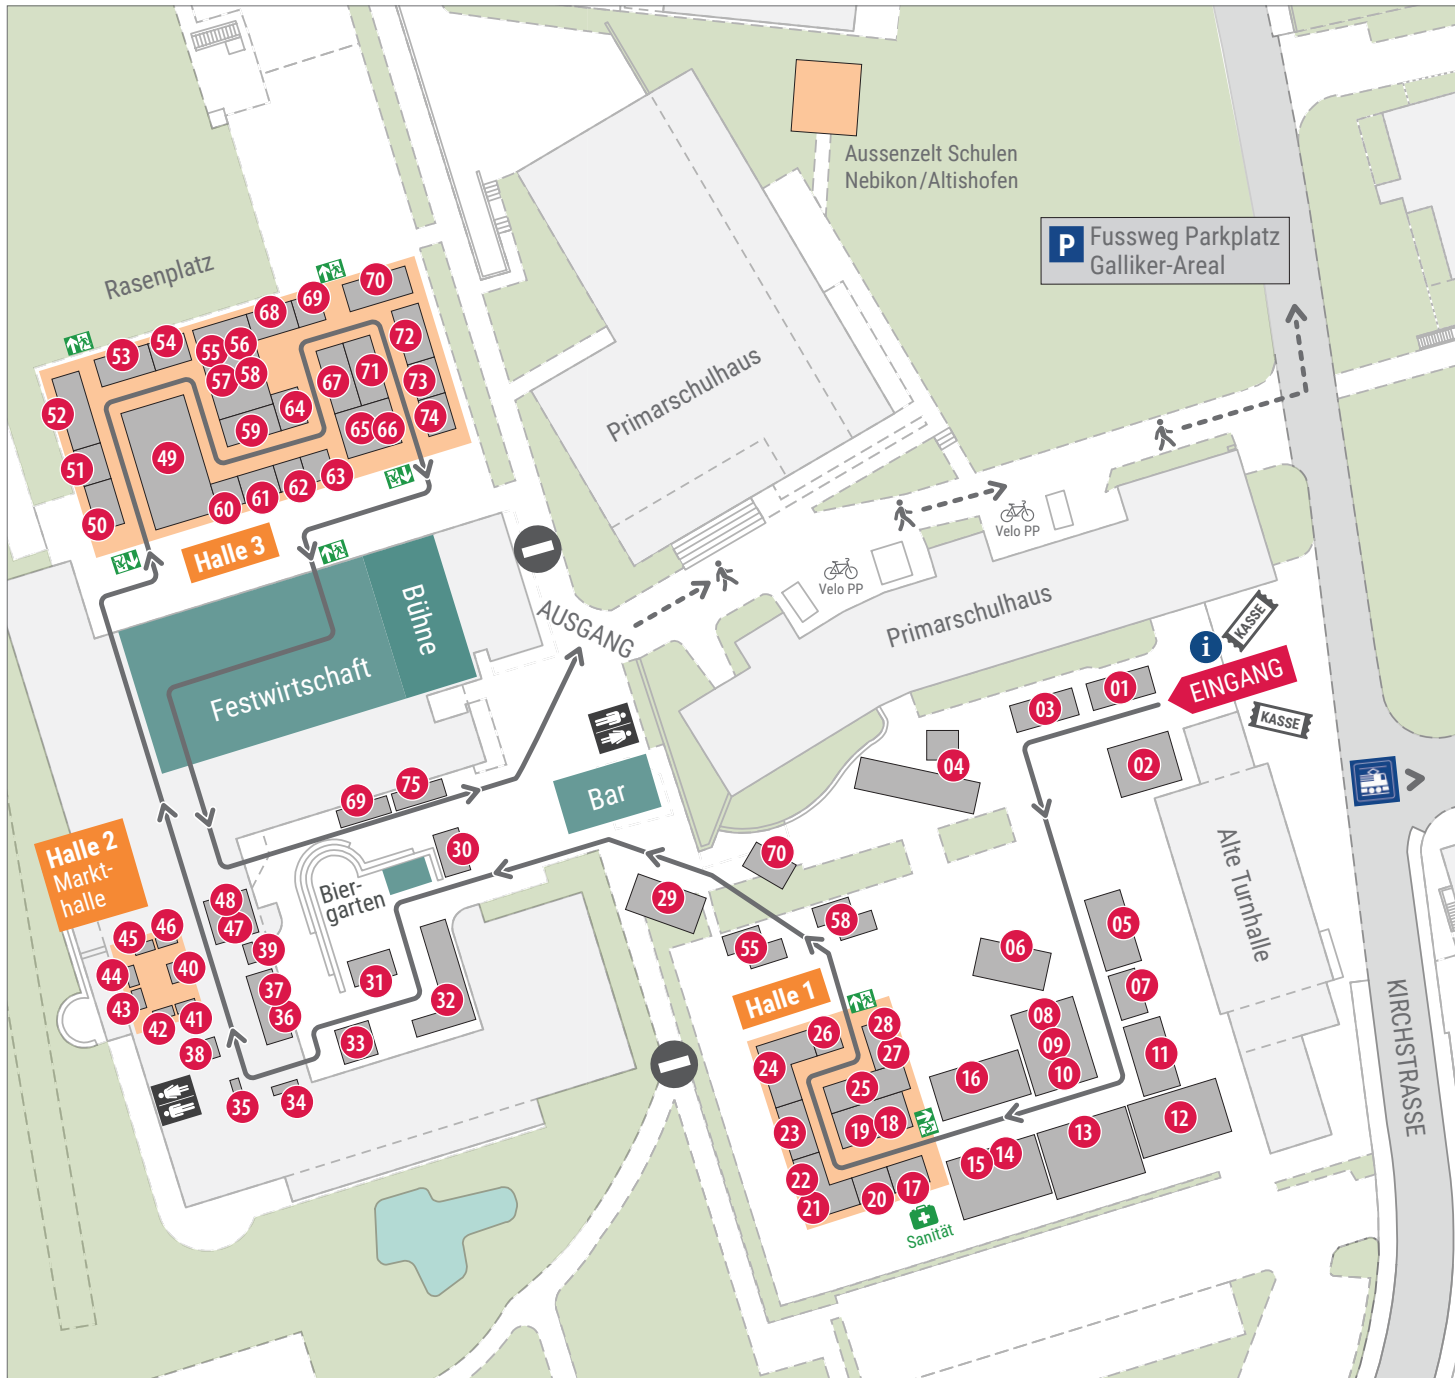 Aussenzelt Schulen
Nebikon/Altishofen
P
Fussweg Parkplatz
Galliker-Areal
Rasenplatz
70
69
68
53
54
55
56
72
57
58
67
71
73
52
64
74
59
65
66
49
51
63
62
61
60
50
Halle 3
Primarschulhaus
Velo PP
Velo PP
Bühne
AUSGANG
Festwirtschaft
Primarschulhaus
KASSE
i
EINGANG
KASSE
01
03
02
04
69
75
Bar
30
Halle 2
Markt-
halle
Bier-
garten
70
29
Alte Turnhalle
48
47
46
45
39
58
55
05
06
44
40
31
37
32
43
36
41
42
38
33
07
Halle 1
KIRCHSTRASSE
08
28
26
09
27
11
24
10
16
25
35
34
18
19
23
12
13
14
15
22
17
20
21
Sanität